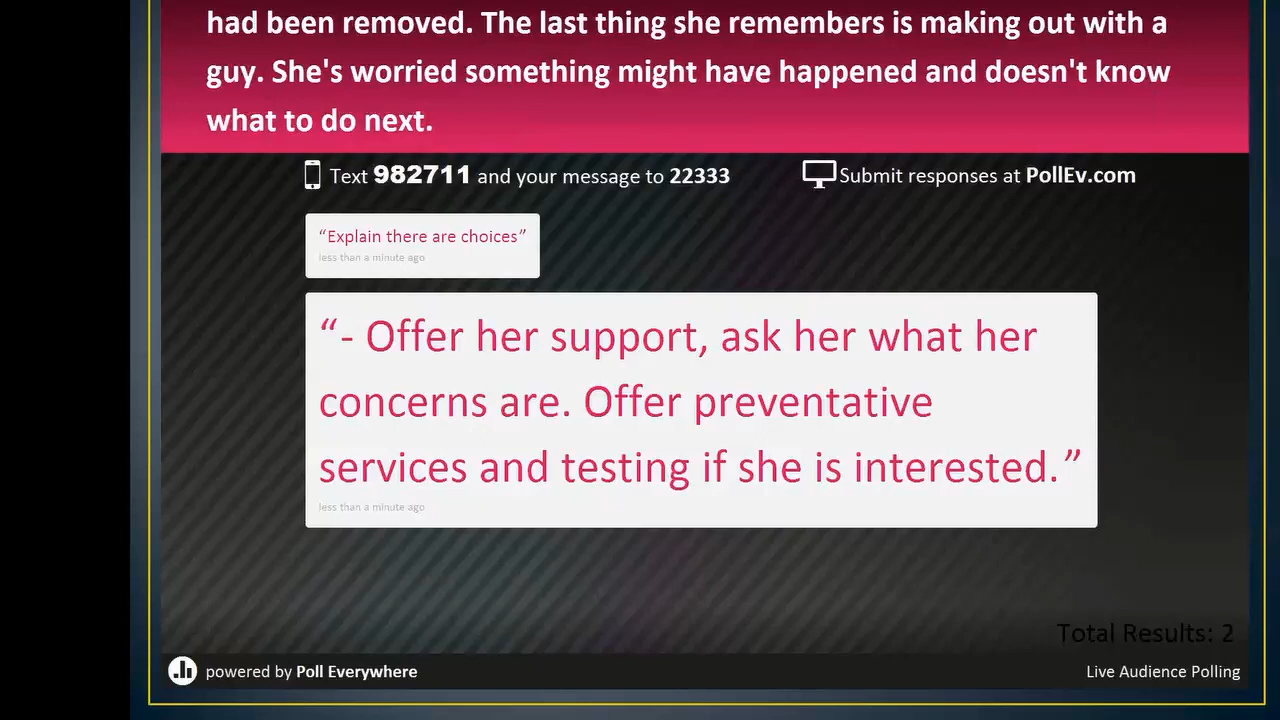 had been removed. The last thing she remembers is making out with a
guy. She's worried something might have happened and doesn't know
what to do next.
Text 982711 and your message to 22333
Submit responses at PollEv.com
“Explain there are choices”
less than a minute ago
“- Offer her support, ask her what her
concerns are. Offer preventative
services and testing if she is interested.”
less than a minute ago
Total Results: 2
powered by Poll Everywhere
Live Audience Polling